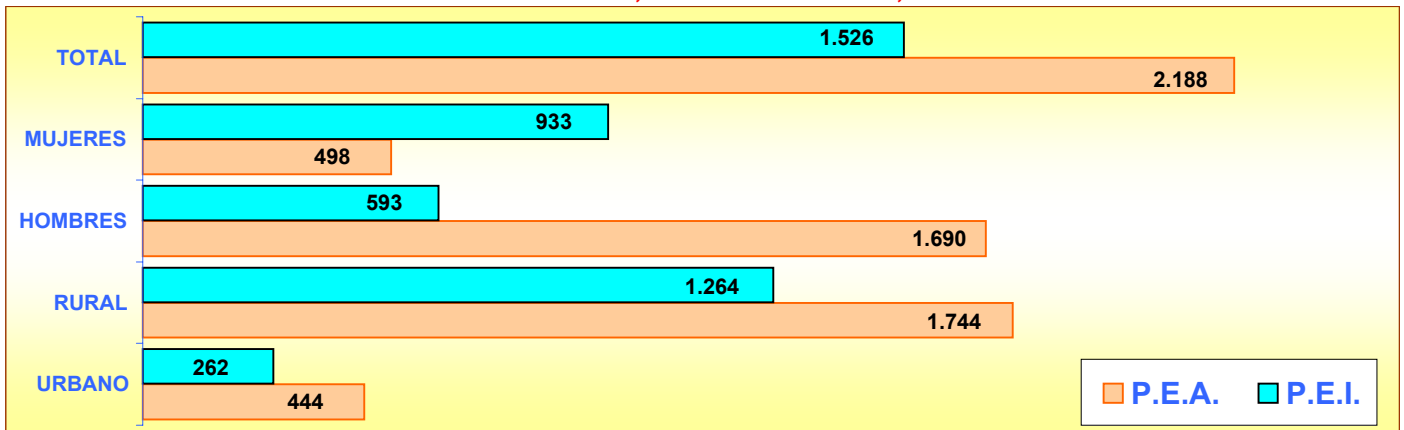 TOTAL
1.526
2.188
MUJERES
933
498
HOMBRES
593
1.690
RURAL
1.264
1.744
URBANO
262
444
P.E.A. P.E.I.